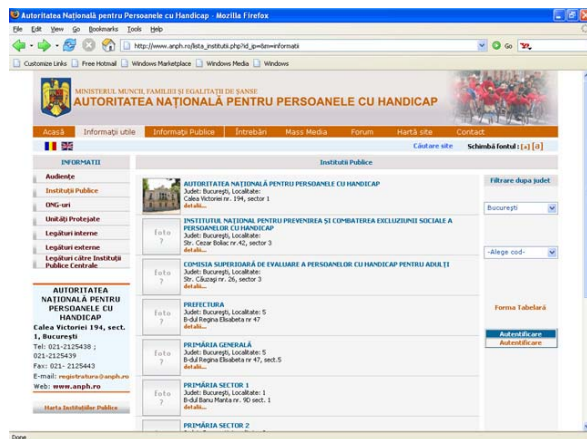 Autoritatea Națională pentru Persoanele cu Handicap - Mozilla Firefox
File Edit View Go Bookmarks Tools Help
http://www.anph.ro/lista_institutii.php?id_p=6m=informatii
Go
Customize Links Free Hotmail Windows Marketplace Windows Media Windows
MINISTERUL MUNCII, FAMILIEI ȘI EGALITĂȚII DE ȘANSE
AUTORITATEA NAȚIONALĂ PENTRU PERSOANELE CU HANDICAP
Acasă Informații utile Informații Publice Întrebări Mass Media Forum Hartă site Contact
Căutare site Schimbă fontul : [a] [a]
INFORMATII
Audiențe
Instituții Publice
ONG-uri
Unități Protejate
Legături interne
Legături externe
Legături către Instituții
Publice Centrale
AUTORITATEA
NAȚIONALĂ PENTRU
PERSOANELE CU
HANDICAP
Calea Victoriei 194, sect.
1, București
Tel: 021-2125438 ;
021-2125439
Fax: 021- 2125443
E-mail: registratura@anph.ro
Web: www.anph.ro
Harta Instituțiilor Publice
Instituții Publice
AUTORITATEA NAȚIONALĂ PENTRU PERSOANELE CU HANDICAP
Judet: București, Localitate:
Calea Victoriei nr. 194, sector 1
detalii...
foto
?
INSTITUTUL NAȚIONAL PENTRU PREVENIREA ȘI COMBATEREA EXCLUZIUNII SOCIALE A
PERSOANELOR CU HANDICAP
Judet: București, Localitate:
Str. Cezar Boliac nr.42, sector 3
detalii...
foto
?
COMISIA SUPERIOARĂ DE EVALUARE A PERSOANELOR CU HANDICAP PENTRU ADULȚI
Judet: București, Localitate:
Str. Căuzași nr. 26, sector 3
detalii...
foto
?
PREFECTURA
Judet: București, Localitate: 5
B-dul Regina Elisabeta nr 47
detalii...
foto
?
PRIMĂRIA GENERALĂ
Judet: București, Localitate: 5
B-dul Regina Elisabeta nr 47, sect.5
detalii...
foto
?
PRIMĂRIA SECTOR 1
Judet: București, Localitate: 1
B-dul Banu Manta nr. 9D sect. 1
detalii...
PRIMĂRIA SECTOR 2
Filtrare dupa judet
București
-Alege cod-
Forma Tabelară
Autentificare
Autentificare
Done